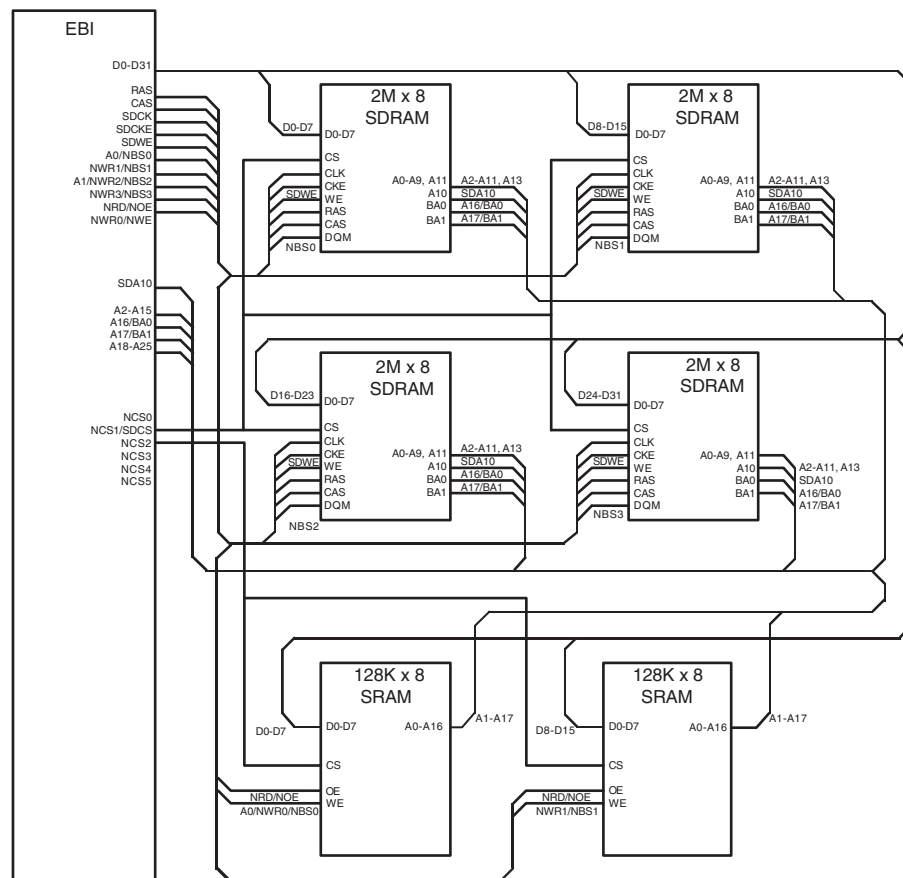 EBI
D0-D31
RAS
CAS
SDCK
SDCKE
SDWE
A0/NBS0
NWR1/NBS1
A1/NWR2/NBS2
NWR3/NBS3
NRD/NOE
NWR0/NWE
SDA10
A2-A15
A16/BA0
A17/BA1
A18-A25
NCS0
NCS1/SDCS
NCS2
NCS3
NCS4
NCS5
2M x 8
SDRAM
D0-D7
D0-D7
CS
CLK
CKE
SDWE
WE
RAS
CAS
DQM
NBS0
A0-A9, A11
A10
BA0
BA1
A2-A11, A13
SDA10
A16/BA0
A17/BA1
2M x 8
SDRAM
D8-D15
D0-D7
CS
CLK
CKE
SDWE
WE
RAS
CAS
DQM
NBS1
A0-A9, A11
A10
BA0
BA1
A2-A11, A13
SDA10
A16/BA0
A17/BA1
2M x 8
SDRAM
D16-D23
D0-D7
CS
CLK
CKE
SDWE
WE
RAS
CAS
DQM
NBS2
A0-A9, A11
A10
BA0
BA1
A2-A11, A13
SDA10
A16/BA0
A17/BA1
2M x 8
SDRAM
D24-D31
D0-D7
CS
CLK
CKE
SDWE
WE
RAS
CAS
DQM
NBS3
A0-A9, A11
A10
BA0
BA1
A2-A11, A13
SDA10
A16/BA0
A17/BA1
128K x 8
SRAM
D0-D7
D0-D7
A0-A16
A1-A17
CS
OE
NRD/NOE
WE
A0/NWR0/NBS0
128K x 8
SRAM
D8-D15
D0-D7
A0-A16
A1-A17
CS
OE
NRD/NOE
WE
NWR1/NBS1